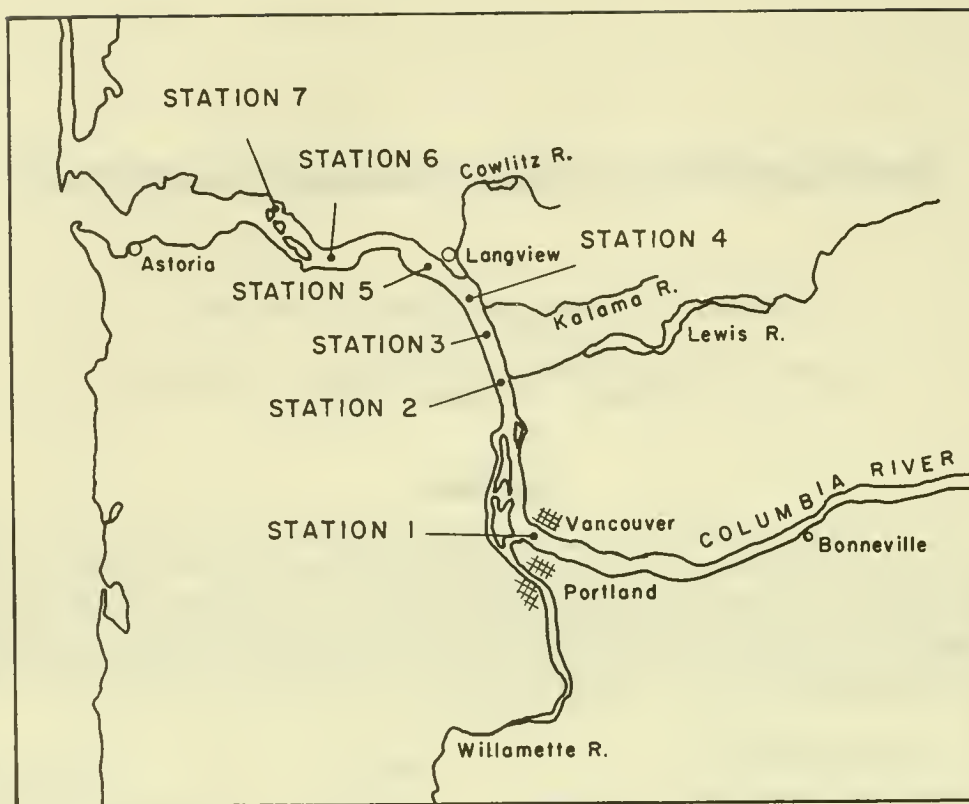 STATION 7
STATION 6
Cowlitz R.
STATION 4
Langview
Astoria
STATION 5
Kalama R.
STATION 3
Lewis R.
STATION 2
COLUMBIA RIVER
STATION 1
Vancouver
Bonneville
Portland
Willamette R.